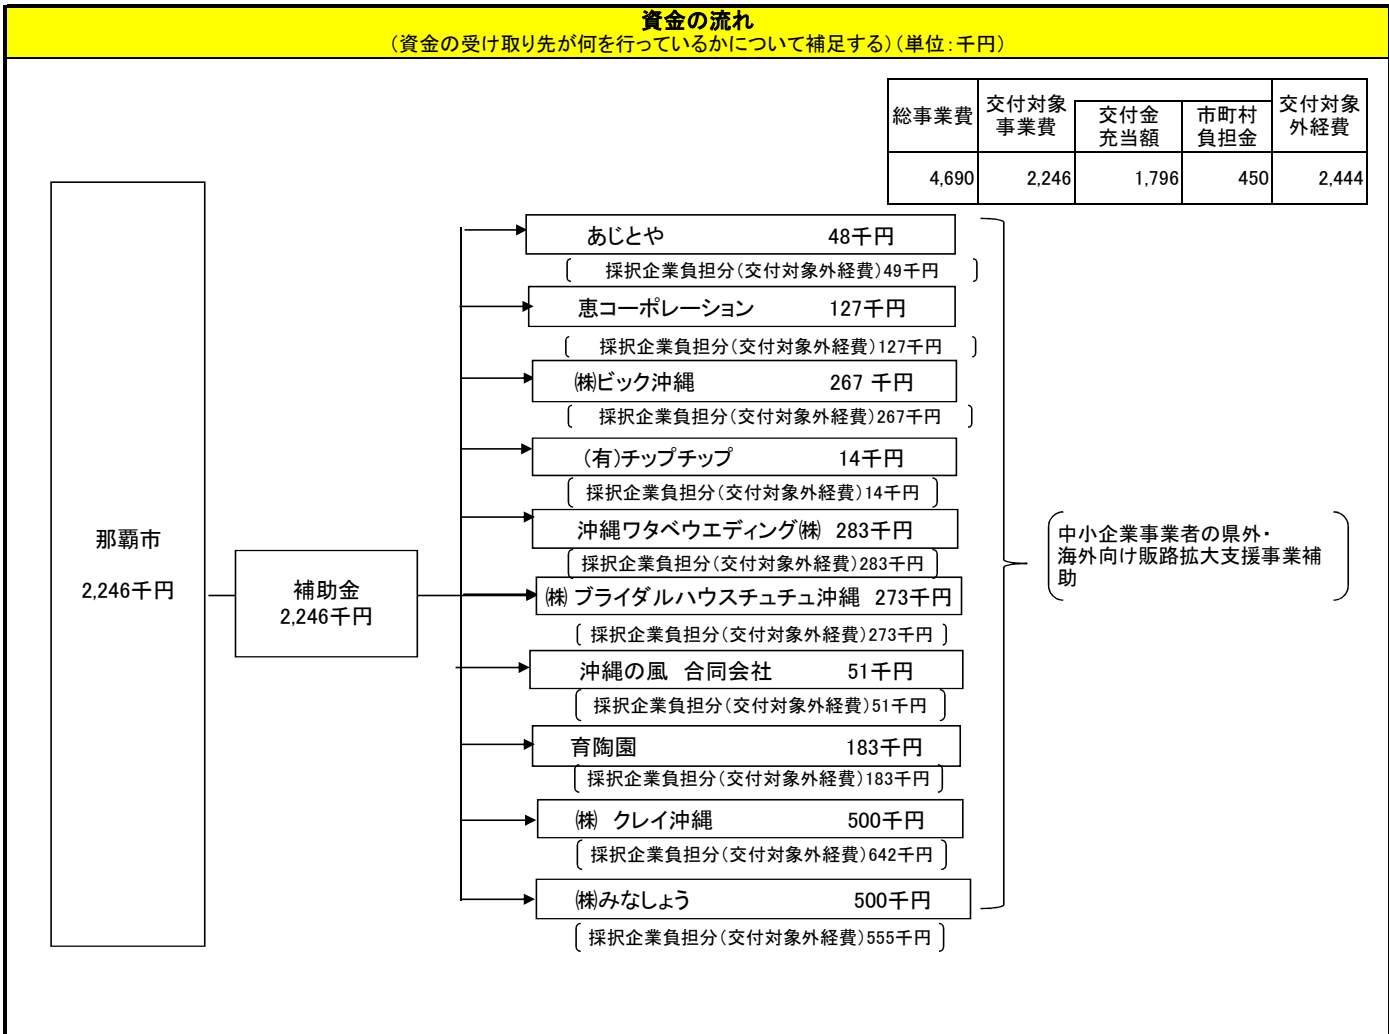 資金の流れ
（資金の受け取り先が何を行っているかについて補足する）（単位：千円）
総事業費
交付対象
事業費
交付金
充当額
市町村
負担金
交付対象
外経費
4,690
2,246
1,796
450
2,444
那覇市
2,246千円
補助金
2,246千円
あじとや 48千円
採択企業負担分（交付対象外経費）49千円
恵コーポレーション 127千円
採択企業負担分（交付対象外経費）127千円
㈱ビック沖縄 267 千円
採択企業負担分（交付対象外経費）267千円
（有）チップチップ 14千円
採択企業負担分（交付対象外経費）14千円
沖縄ワタベウエディング㈱ 283千円
採択企業負担分（交付対象外経費）283千円
㈱ ブライダルハウスチュチュ沖縄 273千円
採択企業負担分（交付対象外経費）273千円
沖縄の風 合同会社 51千円
採択企業負担分（交付対象外経費）51千円
育陶園 183千円
採択企業負担分（交付対象外経費）183千円
㈱ クレイ沖縄 500千円
採択企業負担分（交付対象外経費）642千円
㈱みなしょう 500千円
採択企業負担分（交付対象外経費）555千円
中小企業事業者の県外・
海外向け販路拡大支援事業補
助